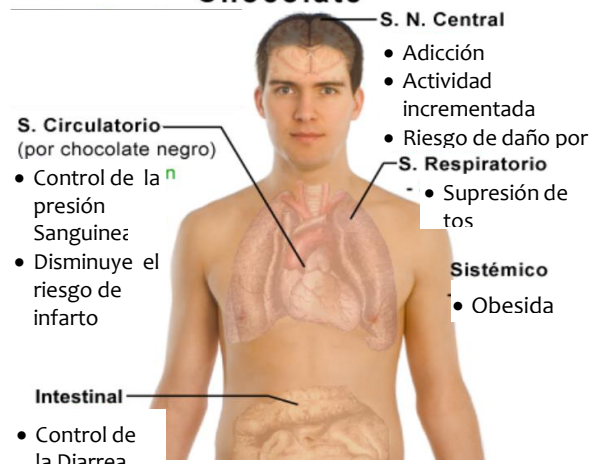 Chocolate
S. N. Central
• Adicción
• Actividad
incrementada
• Riesgo de daño por
S. Circulatorio
(por chocolate negro)
• Control de la n
presión
Sanguinea
• Disminuye el
riesgo de
infarto
S. Respiratorio
- • Supresión de
tos
Sistémico
• Obesida
Intestinal
• Control de
la Diarrea